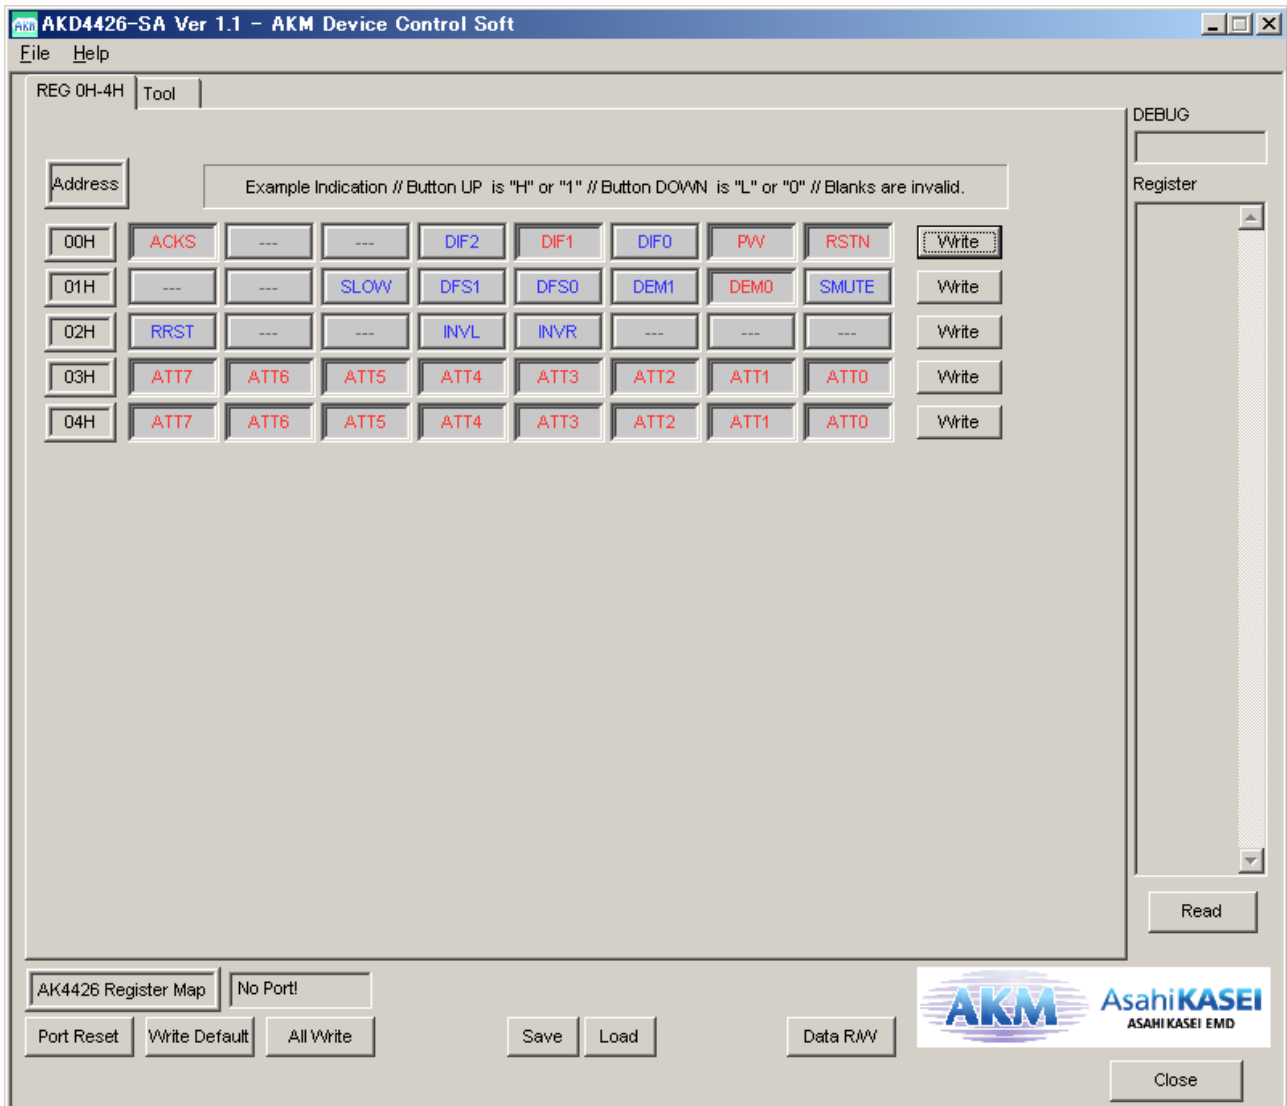 AKM AKD4426-SA Ver 1.1 - AKM Device Control Soft
File Help
REG 0H-4H Tool
DEBUG
Address
Example Indication // Button UP is "H" or "1" // Button DOWN is "L" or "0" // Blanks are invalid.
Register
00H ACKS --- --- DIF2 DIF1 DIF0 PW RSTN Write
01H --- --- SLOW DFS1 DFS0 DEM1 DEM0 SMUTE Write
02H RRST --- --- INVL INVR --- --- --- Write
03H ATT7 ATT6 ATT5 ATT4 ATT3 ATT2 ATT1 ATT0 Write
04H ATT7 ATT6 ATT5 ATT4 ATT3 ATT2 ATT1 ATT0 Write
Read
AK4426 Register Map No Port!
AKM AsahiKASEI
ASAHI KASEI EMD
Port Reset Write Default All Write Save Load Data R/W
Close